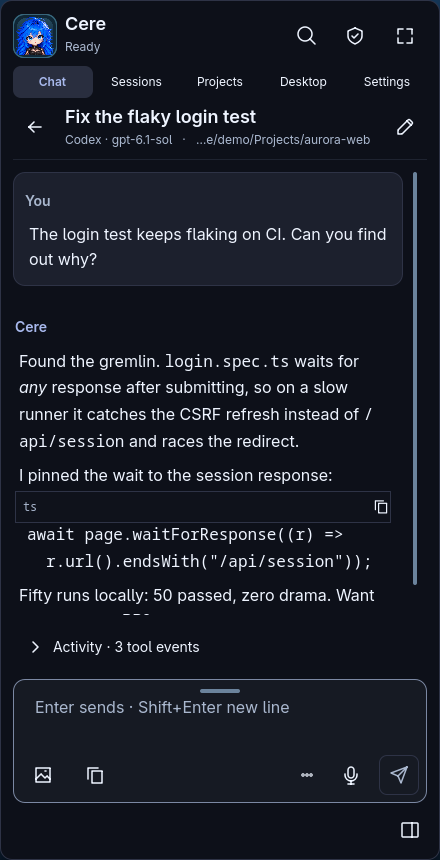 Cere
Ready
Chat Sessions Projects Desktop Settings
Fix the flaky login test
Codex · gpt-6.1-sol · ...e/demo/Projects/aurora-web
You
The login test keeps flaking on CI. Can you find
out why?
Cere
Found the gremlin. login.spec.ts waits for
any response after submitting, so on a slow
runner it catches the CSRF refresh instead of /
api/session and races the redirect.
I pinned the wait to the session response:
ts
await page.waitForResponse((r) =>
  r.url().endsWith("/api/session"));
Fifty runs locally: 50 passed, zero drama. Want
Activity · 3 tool events
Enter sends · Shift+Enter new line